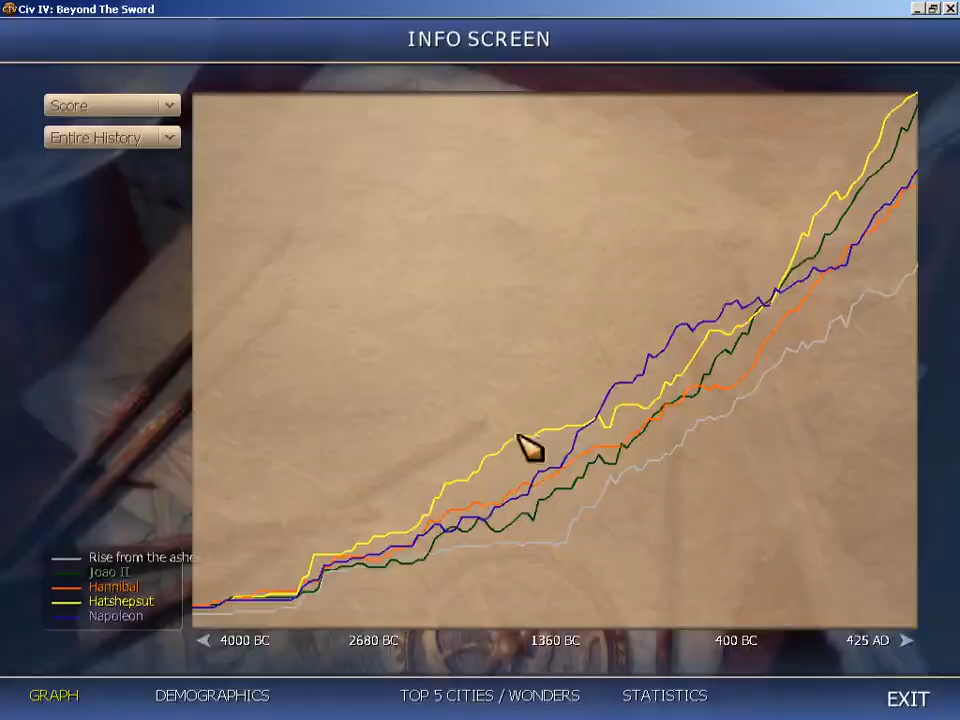 Civ IV: Beyond The Sword
INFO SCREEN
Score
Entire History
Rise from the ashe
Joao II
Hannibal
Hatshepsut
Napoleon
4000 BC 2680 BC 1360 BC 400 BC 425 AD
GRAPH DEMOGRAPHICS TOP 5 CITIES / WONDERS STATISTICS EXIT